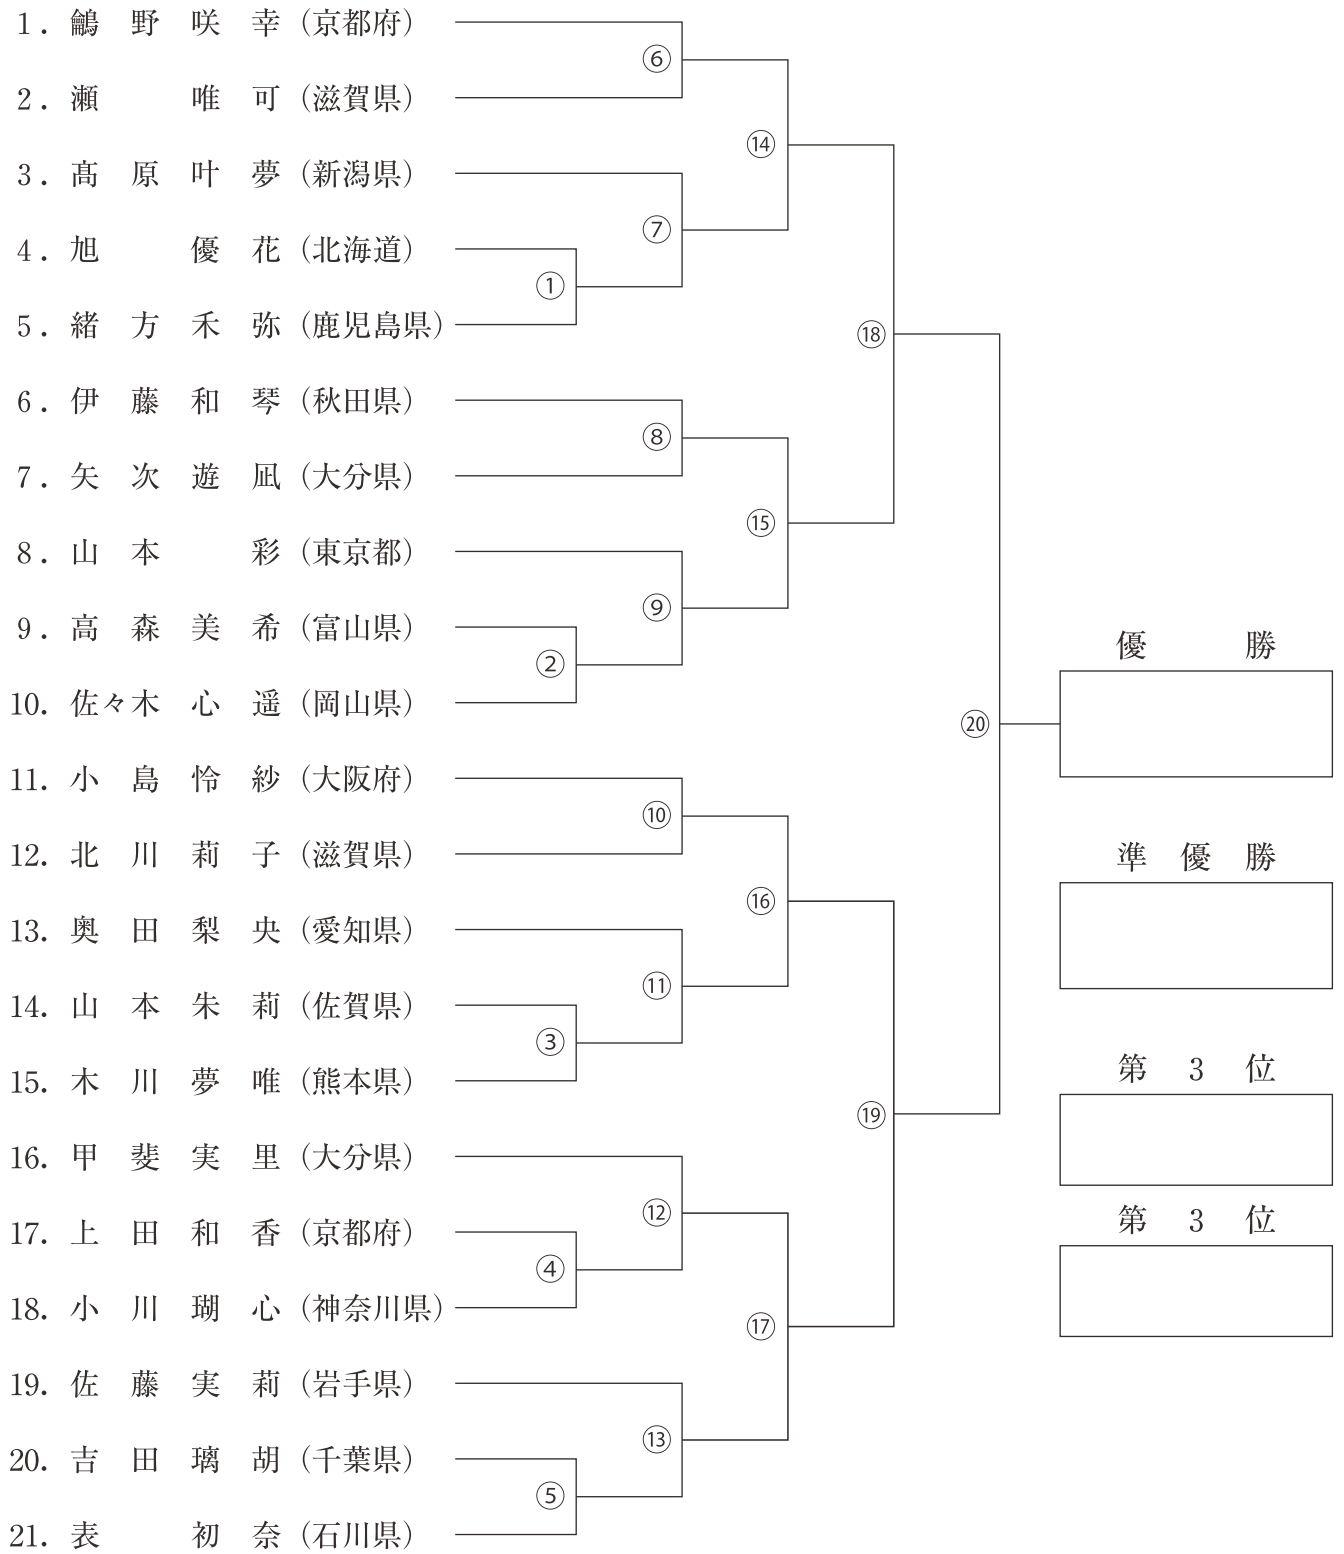 1．鶴野咲幸（京都府）
⑥
2．瀬　唯可（滋賀県）
⑭
3．髙原叶夢（新潟県）
⑦
4．旭　優花（北海道）
①
5．緒方禾弥（鹿児島県）
⑱
6．伊藤和琴（秋田県）
⑧
7．矢次遊凪（大分県）
⑮
8．山本　彩（東京都）
⑨
9．高森美希（富山県）
②
10．佐々木心遥（岡山県）
⑳
11．小島怜紗（大阪府）
⑩
12．北川莉子（滋賀県）
⑯
13．奥田梨央（愛知県）
⑪
14．山本朱莉（佐賀県）
③
15．木川夢唯（熊本県）
⑲
16．甲斐実里（大分県）
⑫
17．上田和香（京都府）
④
18．小川瑚心（神奈川県）
⑰
19．佐藤実莉（岩手県）
⑬
20．吉田璃胡（千葉県）
⑤
21．表　初奈（石川県）
優勝
準優勝
第3位
第3位